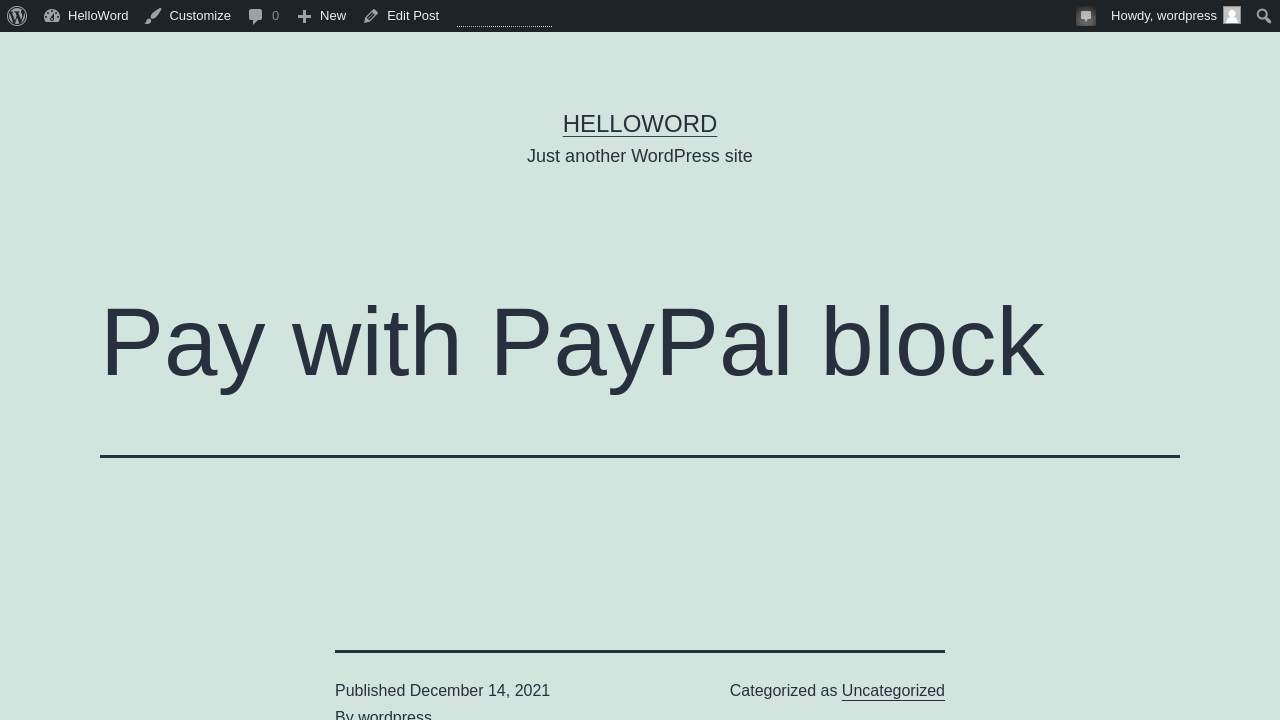 HelloWord Customize 0 New Edit Post Howdy, wordpress
HELLOWORD
Just another WordPress site
Pay with PayPal block
Published December 14, 2021 Categorized as Uncategorized
By wordpress